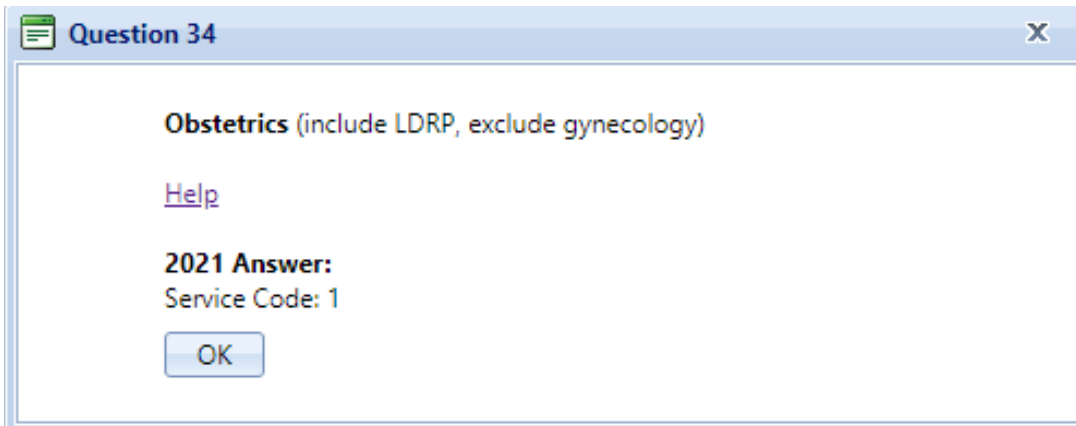 Question 34
X
Obstetrics (include LDRP, exclude gynecology)
Help
2021 Answer:
Service Code: 1
OK